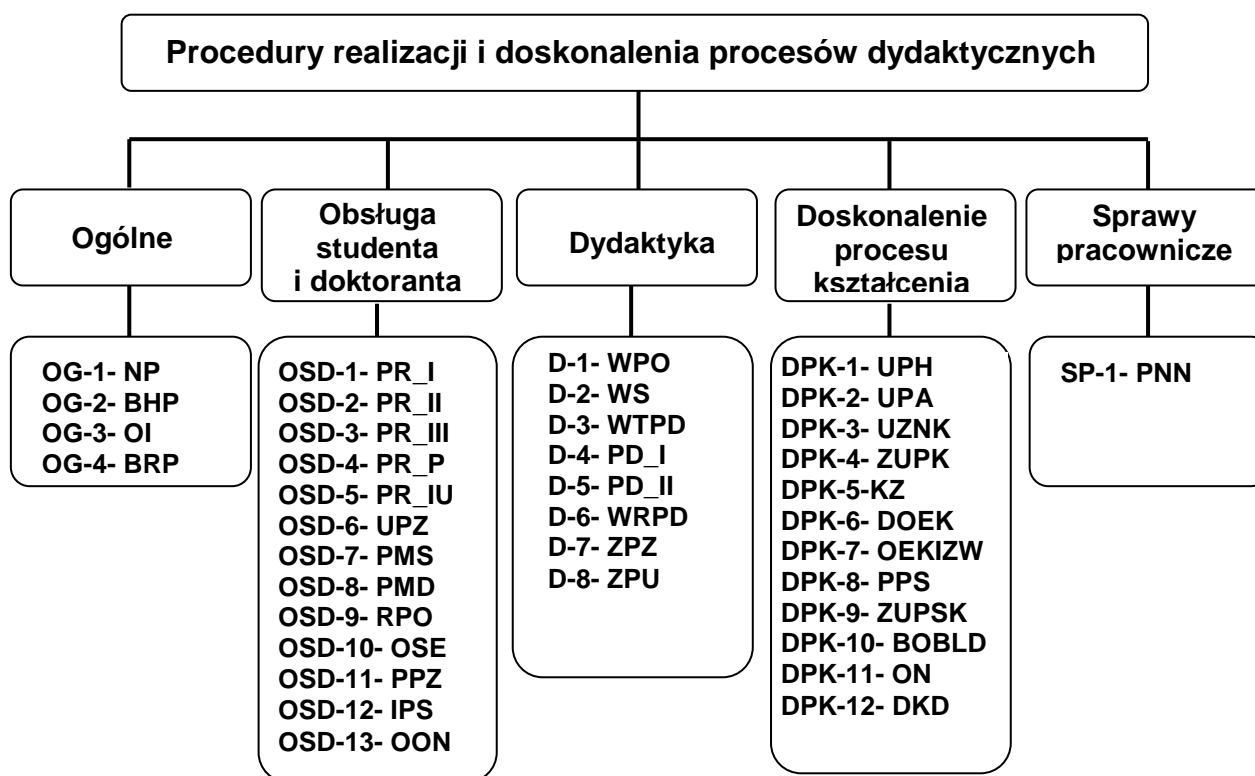 Procedury realizacji i doskonalenia procesów dydaktycznych
Ogólne
Obsługa
studenta
i doktoranta
Dydaktyka
Doskonalenie
procesu
kształcenia
Sprawy
pracownicze
OG-1- NP
OG-2- BHP
OG-3- OI
OG-4- BRP
OSD-1- PR_I
OSD-2- PR_II
OSD-3- PR_III
OSD-4- PR_P
OSD-5- PR_IU
OSD-6- UPZ
OSD-7- PMS
OSD-8- PMD
OSD-9- RPO
OSD-10- OSE
OSD-11- PPZ
OSD-12- IPS
OSD-13- OON
D-1- WPO
D-2- WS
D-3- WTPD
D-4- PD_I
D-5- PD_II
D-6- WRPD
D-7- ZPZ
D-8- ZPU
DPK-1- UPH
DPK-2- UPA
DPK-3- UZNK
DPK-4- ZUPK
DPK-5-KZ
DPK-6- DOEK
DPK-7- OEKIZW
DPK-8- PPS
DPK-9- ZUPSK
DPK-10- BOBLD
DPK-11- ON
DPK-12- DKD
SP-1- PNN